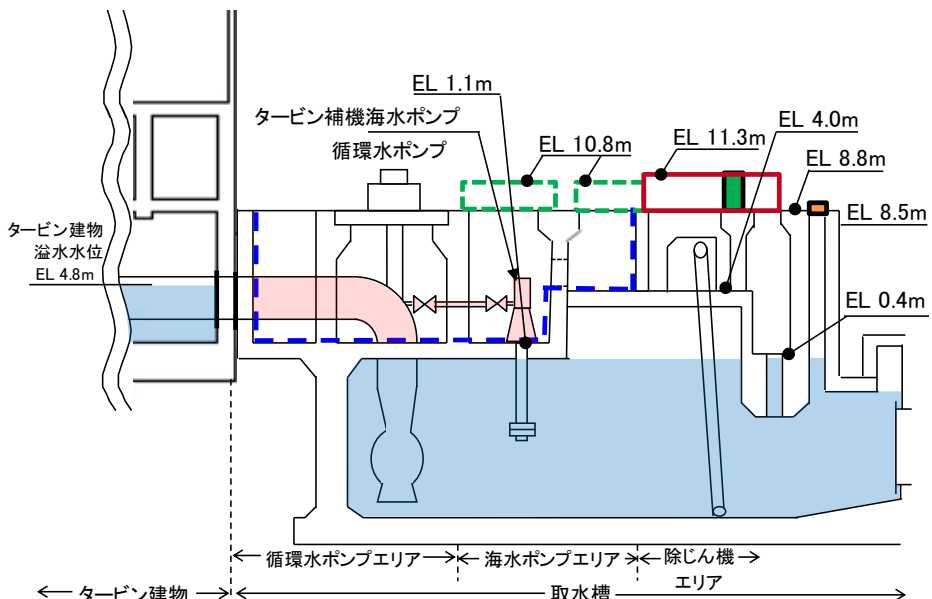 EL 1.1m
タービン補機海水ポンプ
循環水ポンプ
EL 10.8m
EL 11.3m
EL 4.0m
EL 8.8m
EL 8.5m
タービン建物
溢水水位
EL 4.8m
EL 0.4m
循環水ポンプエリア
海水ポンプエリア
除じん機
エリア
タービン建物
取水槽